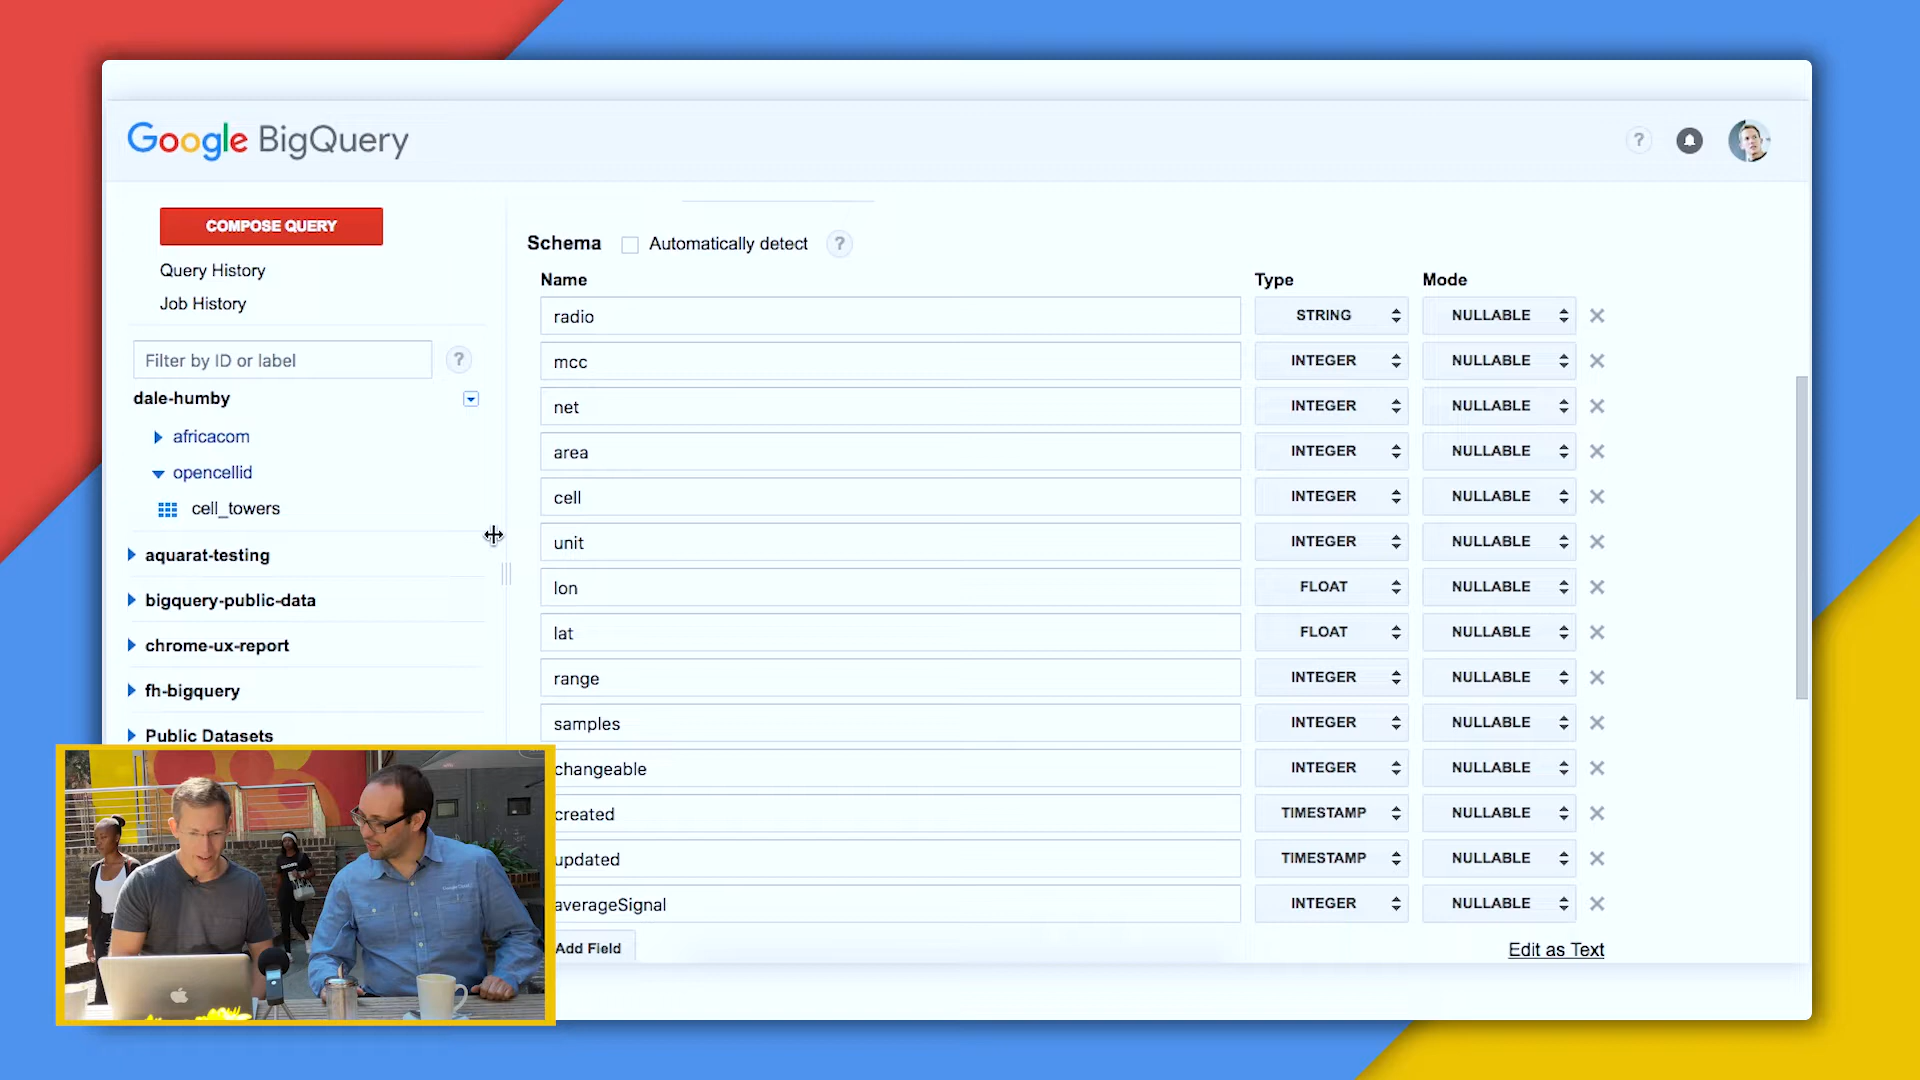 Google BigQuery
?
COMPOSE QUERY
Query History
Job History
Filter by ID or label
?
dale-humby
africacom
opencellid
cell_towers
aquarat-testing
bigquery-public-data
chrome-ux-report
fh-bigquery
Public Datasets
Schema Automatically detect ?
Name Type Mode
radio STRING NULLABLE
mcc INTEGER NULLABLE
net INTEGER NULLABLE
area INTEGER NULLABLE
cell INTEGER NULLABLE
unit INTEGER NULLABLE
lon FLOAT NULLABLE
lat FLOAT NULLABLE
range INTEGER NULLABLE
samples INTEGER NULLABLE
changeable INTEGER NULLABLE
created TIMESTAMP NULLABLE
updated TIMESTAMP NULLABLE
averageSignal INTEGER NULLABLE
Add Field Edit as Text
Google Cloud